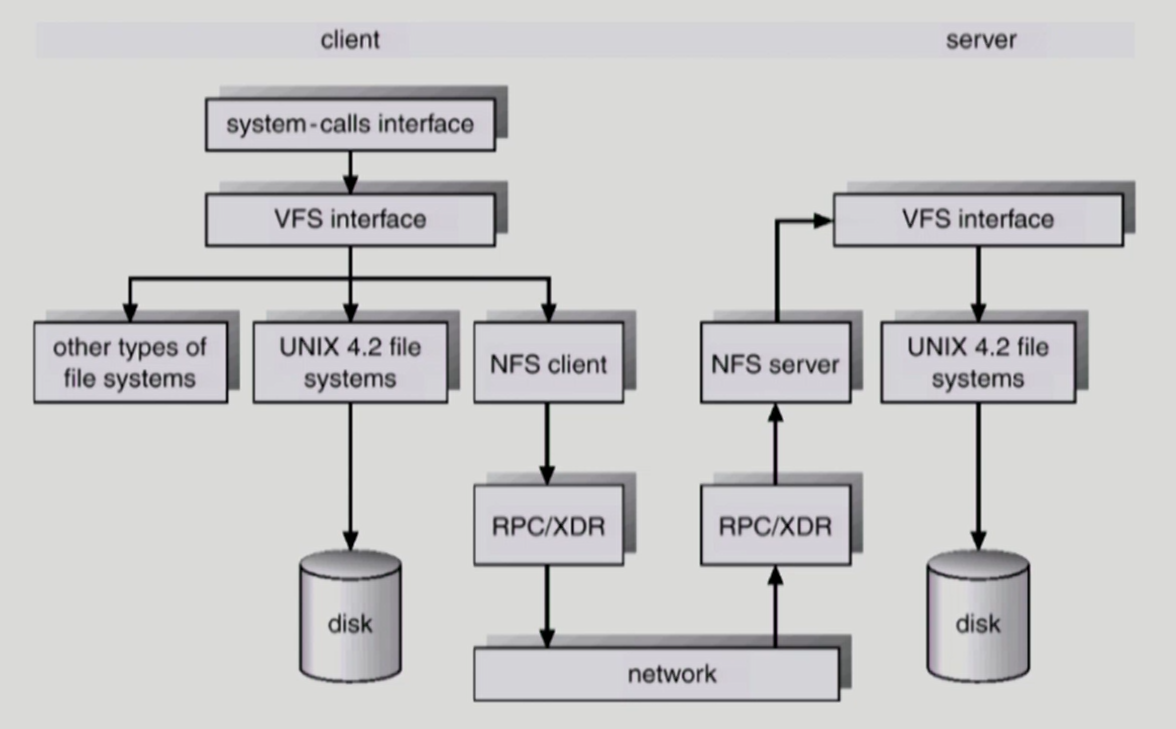 client
server
system-calls interface
VFS interface
VFS interface
other types of
file systems
UNIX 4.2 file
systems
NFS client
NFS server
UNIX 4.2 file
systems
RPC/XDR
RPC/XDR
disk
disk
network